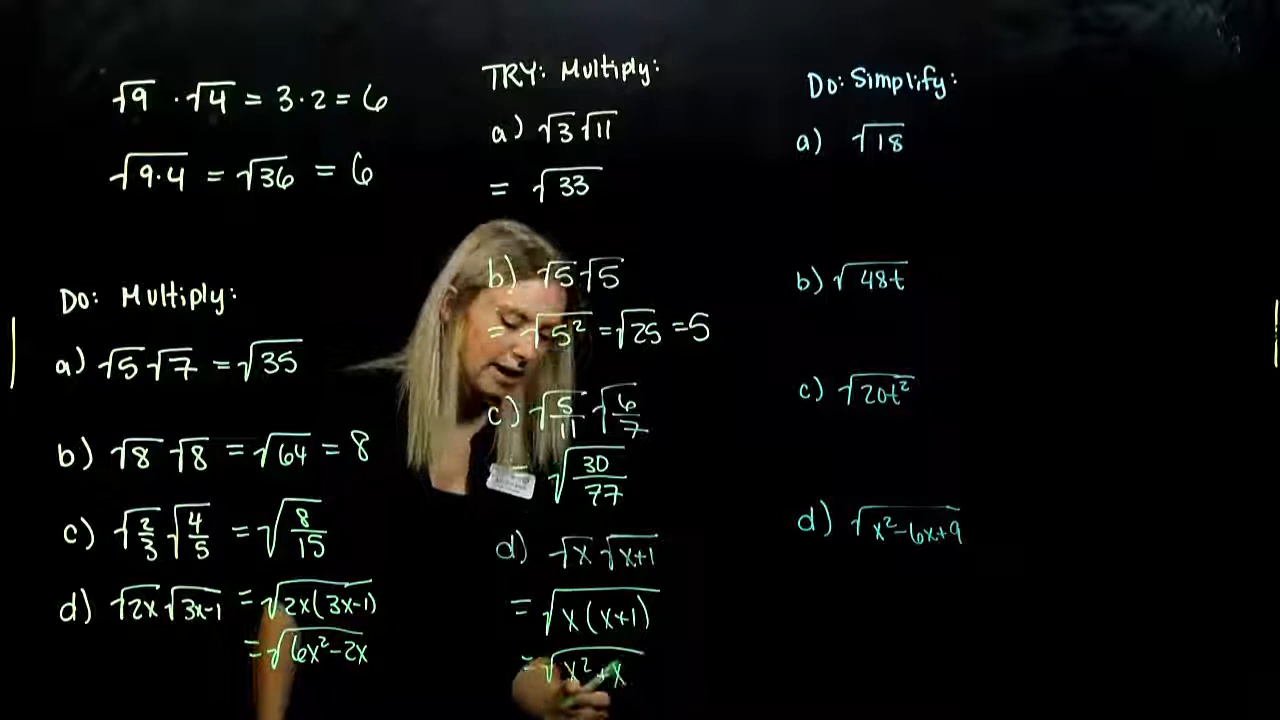 √9 · √4 = 3 · 2 = 6
√9·4 = √36 = 6
Do: Multiply:
a) √5 √7 = √35
b) √8 √8 = √64 = 8
c) √2/3 √4/5 = √8/15
d) √2x √3x-1 = √2x(3x-1)
= √6x²-2x
TRY: Multiply:
a) √3 √11
= √33
b) √5 √5
= √5² = √25 = 5
c) √5/11 √6/7
= √30/77
d) √x √x+1
= √x(x+1)
= √x²+x
Do: Simplify:
a) √18
b) √48t
c) √20t²
d) √x²-6x+9